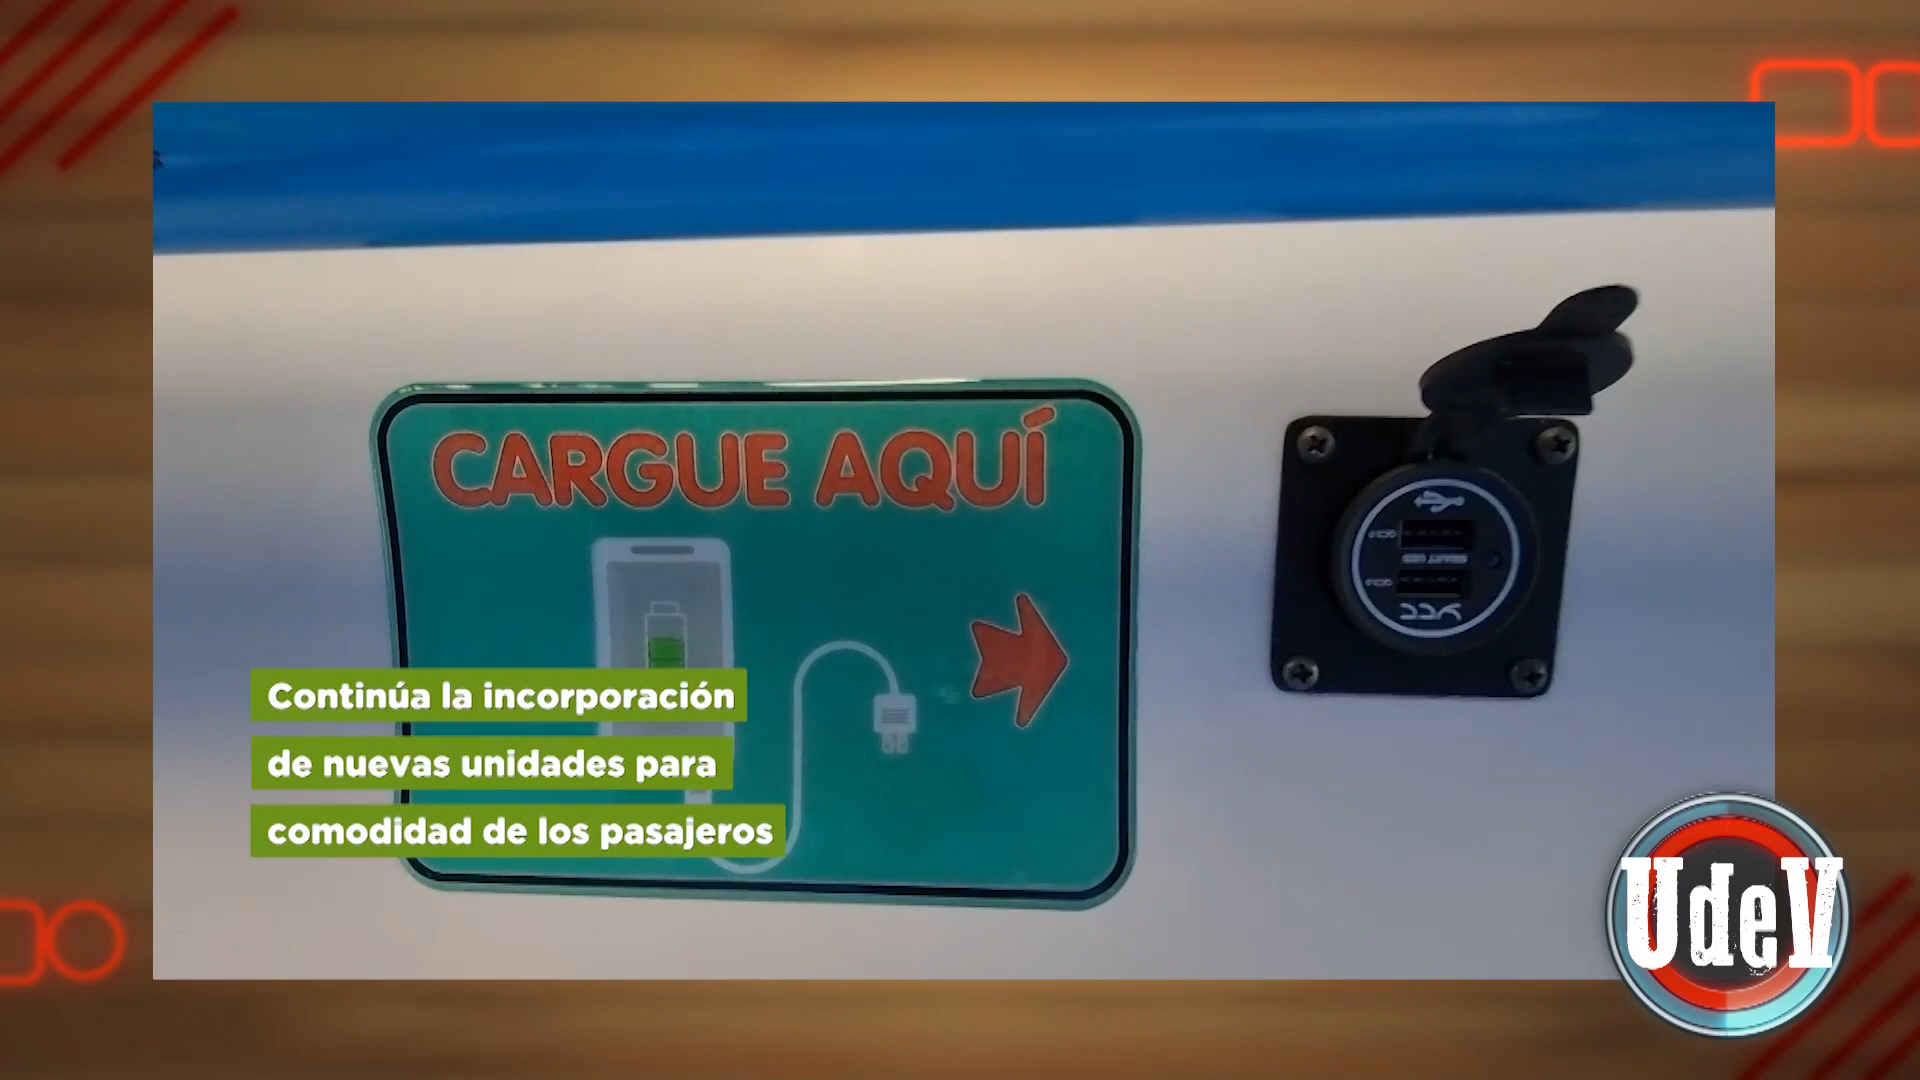 CARGUE AQUÍ
Continúa la incorporación
de nuevas unidades para
comodidad de los pasajeros
UdeV